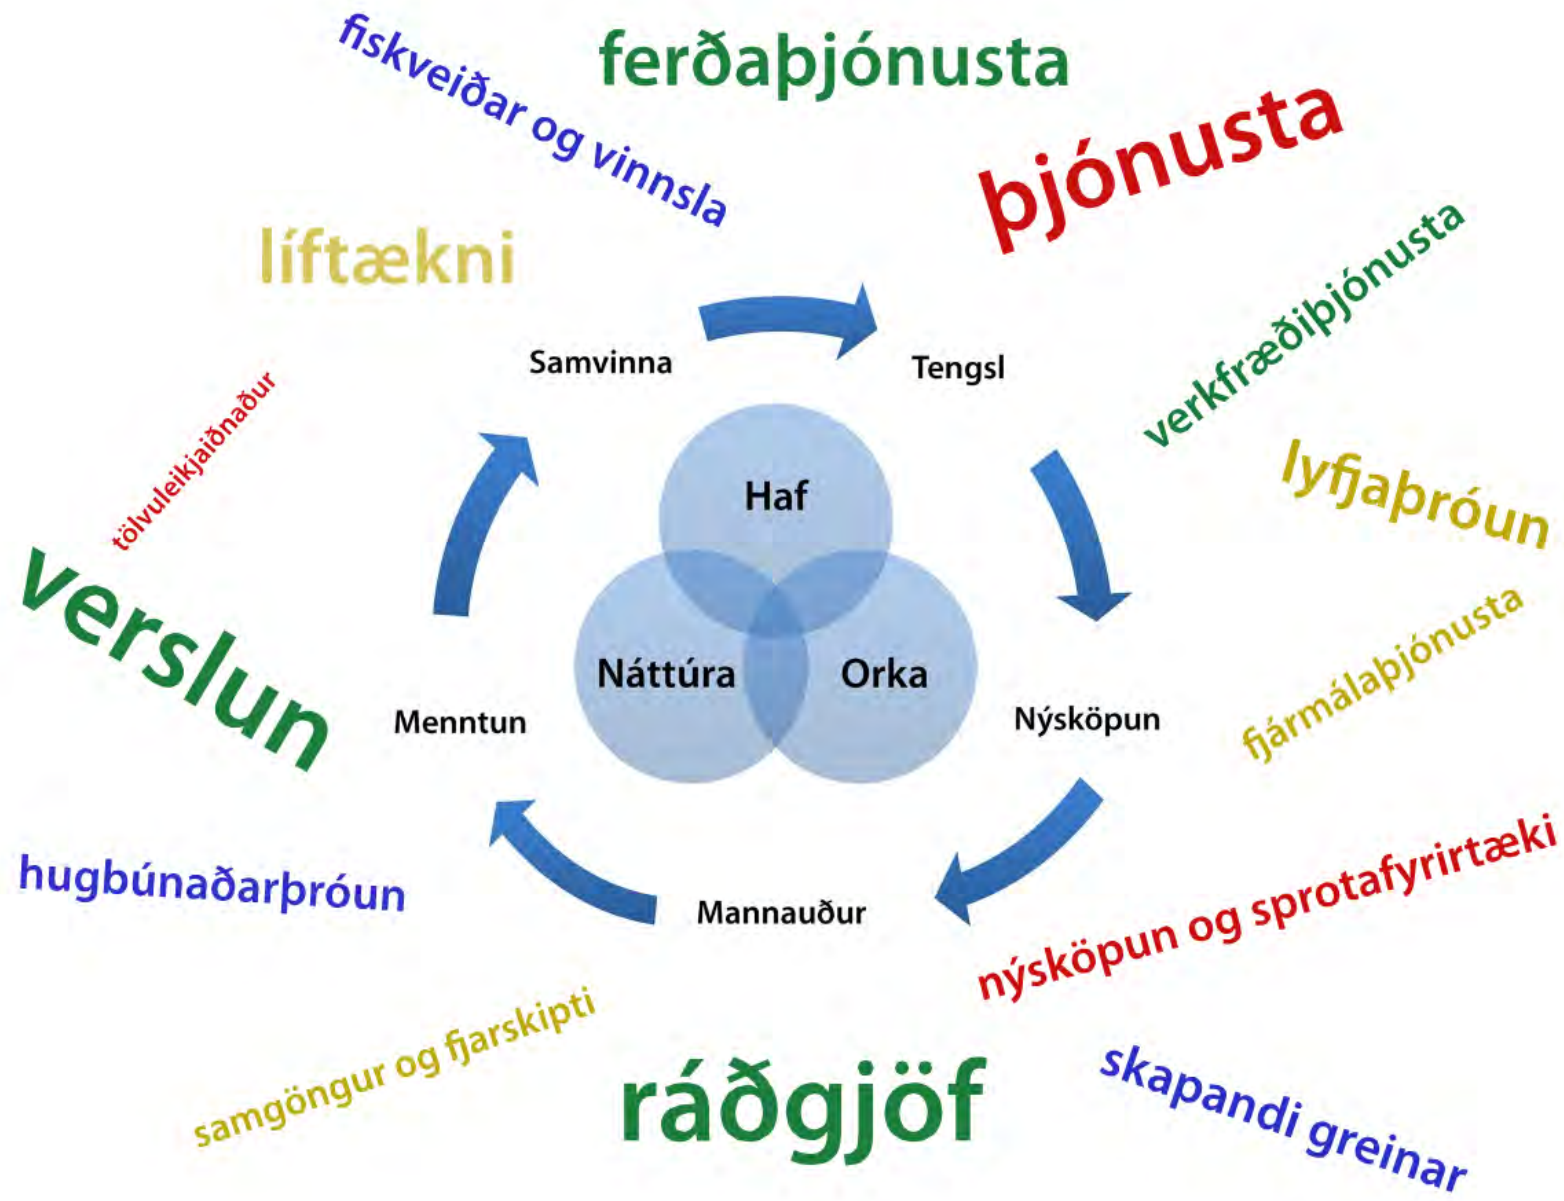 fiskveiðar og vinnsla
ferðaþjónusta
þjónusta
líftækni
verkfræðiþjónusta
Samvinna
Tengsl
tölvuleikjaiðnaður
lyfjaþróun
Haf
verslun
fjármálaþjónusta
Náttúra
Orka
Menntun
Nýsköpun
hugbúnaðarþróun
Mannauður
nýsköpun og sprotafyrirtæki
samgöngur og fjarskipti
ráðgjöf
skapandi greinar